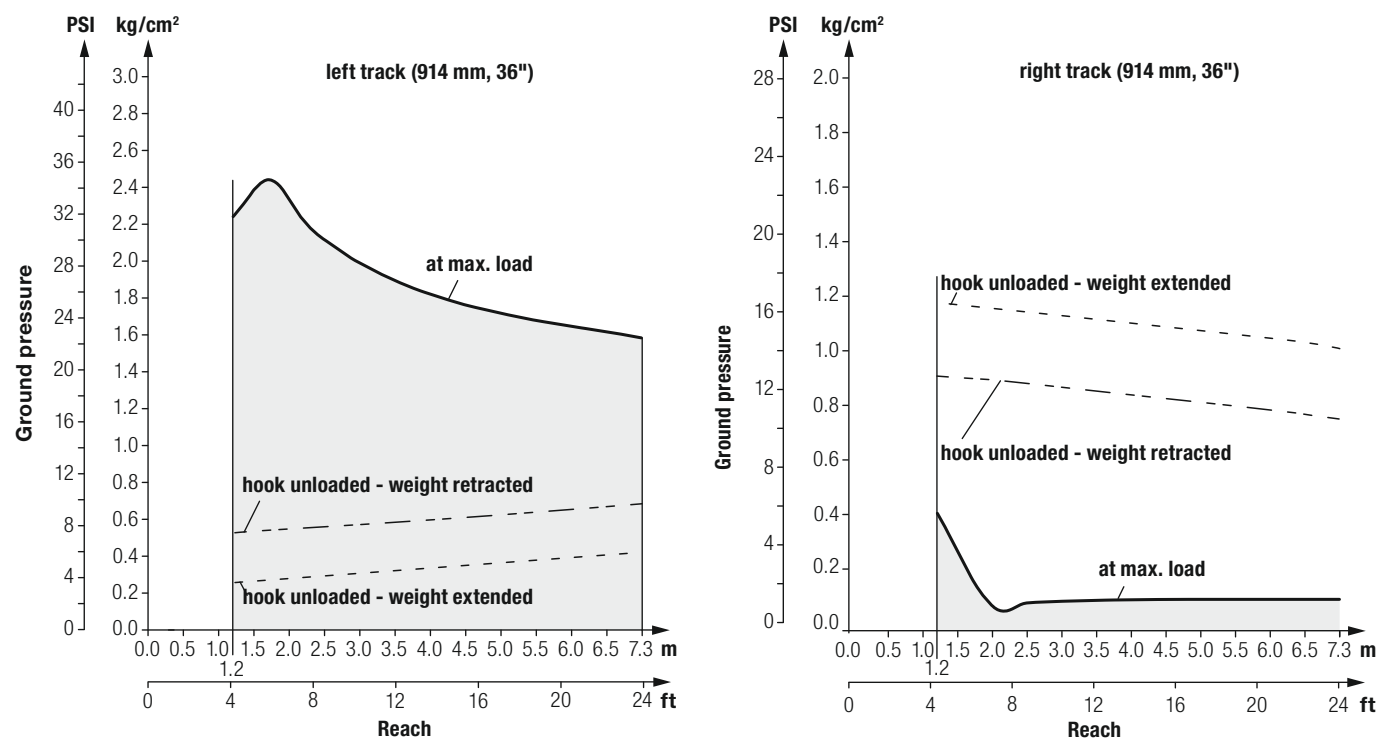 PSI kg/cm²
left track (914 mm, 36")
3.0
2.8
2.6
2.4
2.2
2.0
1.8
1.6
1.4
1.2
1.0
0.8
0.6
0.4
0.2
0.0
40
36
32
28
24
20
16
12
8
4
0
Ground pressure
at max. load
hook unloaded - weight retracted
hook unloaded - weight extended
0.0 0.5 1.0 1.5 2.0 2.5 3.0 3.5 4.0 4.5 5.0 5.5 6.0 6.5 7.3 m
1.2
0 4 8 12 16 20 24 ft
Reach
PSI kg/cm²
right track (914 mm, 36")
2.0
1.8
1.6
1.4
1.2
1.0
0.8
0.6
0.4
0.2
0.0
28
24
20
16
12
8
4
0
Ground pressure
hook unloaded - weight extended
hook unloaded - weight retracted
at max. load
0.0 0.5 1.0 1.5 2.0 2.5 3.0 3.5 4.0 4.5 5.0 5.5 6.0 6.5 7.3 m
1.2
0 4 8 12 16 20 24 ft
Reach